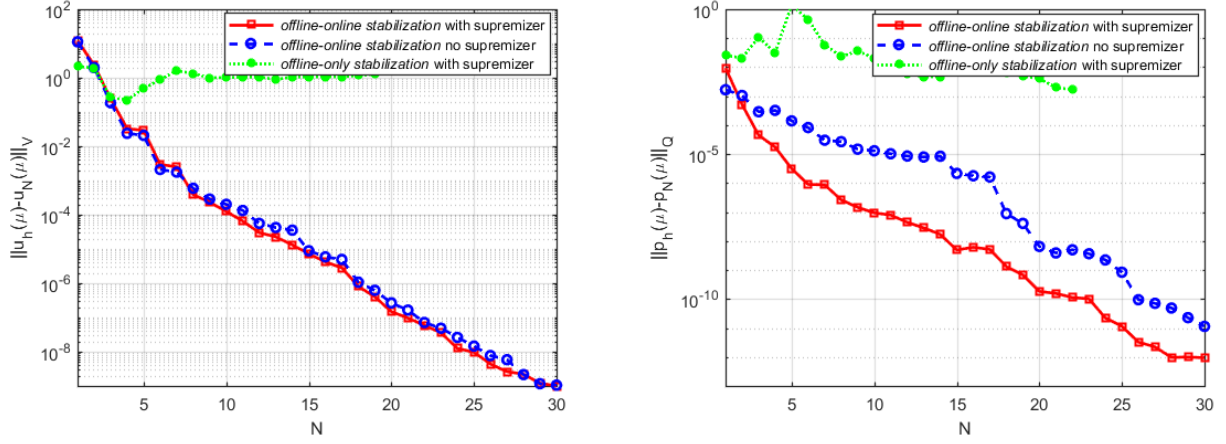 offline-online stabilization with supremizer
offline-online stabilization no supremizer
offline-only stabilization with supremizer
10^2
10^0
10^-2
10^-4
10^-6
10^-8
||u_h(μ)-u_N(μ)||_V
5 10 15 20 25 30
N
offline-online stabilization with supremizer
offline-online stabilization no supremizer
offline-only stabilization with supremizer
10^0
10^-5
10^-10
||p_h(μ)-p_N(μ)||_Q
5 10 15 20 25 30
N